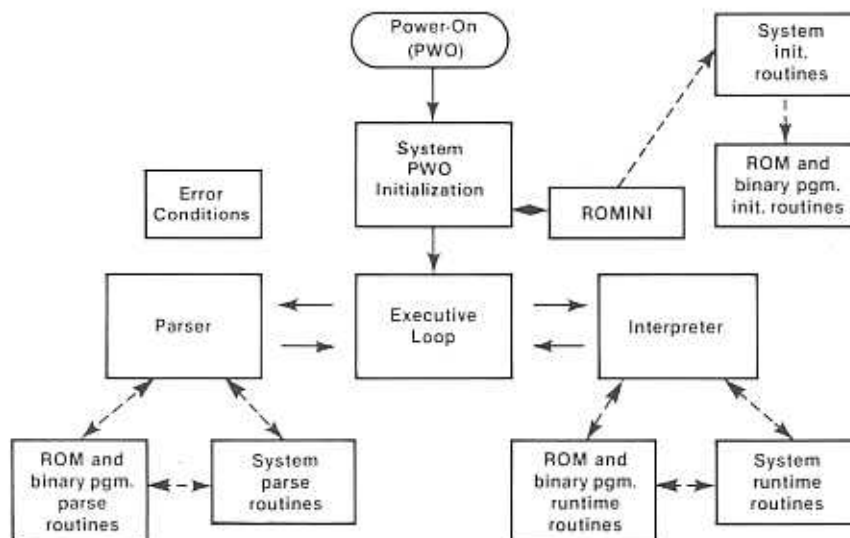 Power-On
(PWO)
System
init.
routines
System
PWO
Initialization
ROM and
binary pgm.
init. routines
Error
Conditions
ROMINI
Parser
Executive
Loop
Interpreter
ROM and
binary pgm.
parse
routines
System
parse
routines
ROM and
binary pgm.
runtime
routines
System
runtime
routines